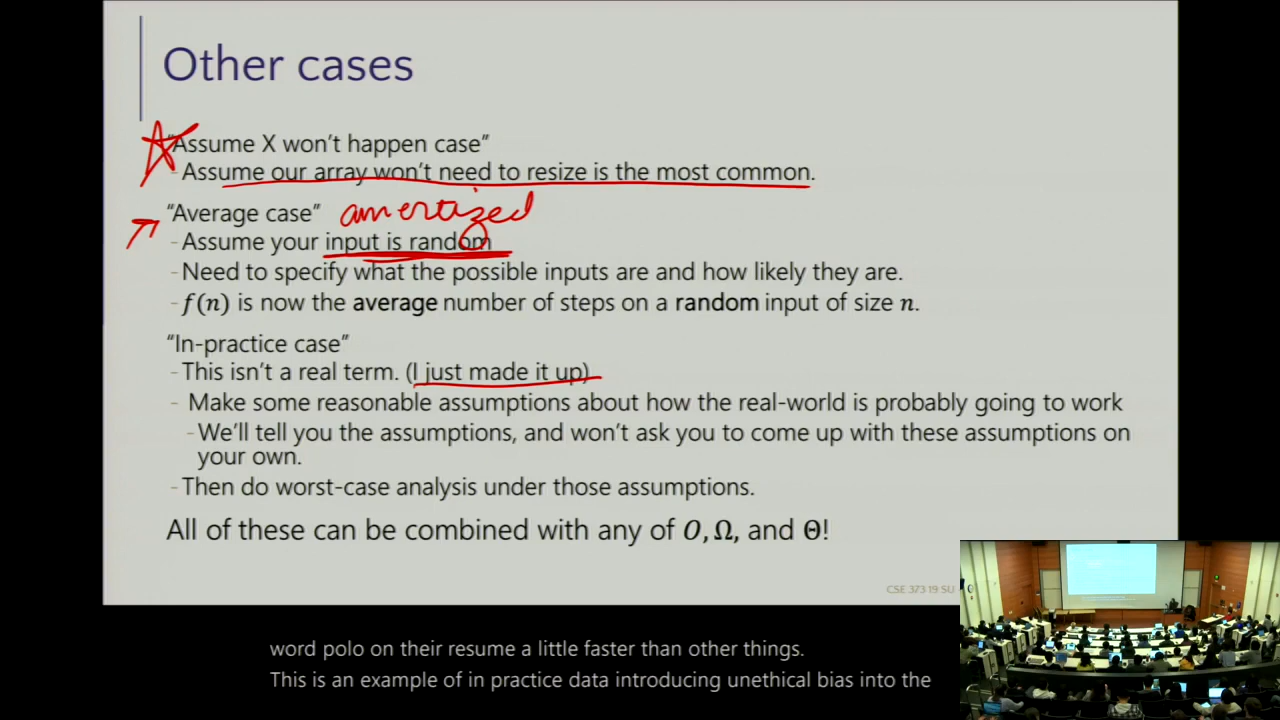 Other cases
"Assume X won't happen case"
- Assume our array won't need to resize is the most common.
"Average case" amortized
- Assume your input is random
- Need to specify what the possible inputs are and how likely they are.
- f(n) is now the average number of steps on a random input of size n.
"In-practice case"
- This isn't a real term. (I just made it up)
- Make some reasonable assumptions about how the real-world is probably going to work
- We'll tell you the assumptions, and won't ask you to come up with these assumptions on
your own.
- Then do worst-case analysis under those assumptions.
All of these can be combined with any of O, Ω, and Θ!
CSE 373 19 SU
word polo on their resume a little faster than other things.
This is an example of in practice data introducing unethical bias into the